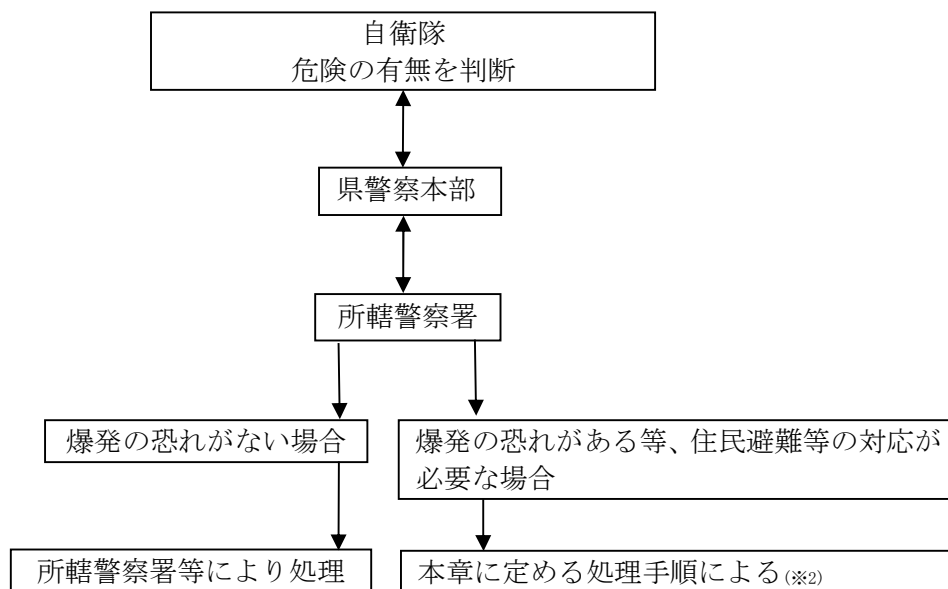 自衛隊
危険の有無を判断
県警察本部
所轄警察署
爆発の恐れがない場合
爆発の恐れがある等、住民避難等の対応が
必要な場合
所轄警察署等により処理
本章に定める処理手順による(※2)